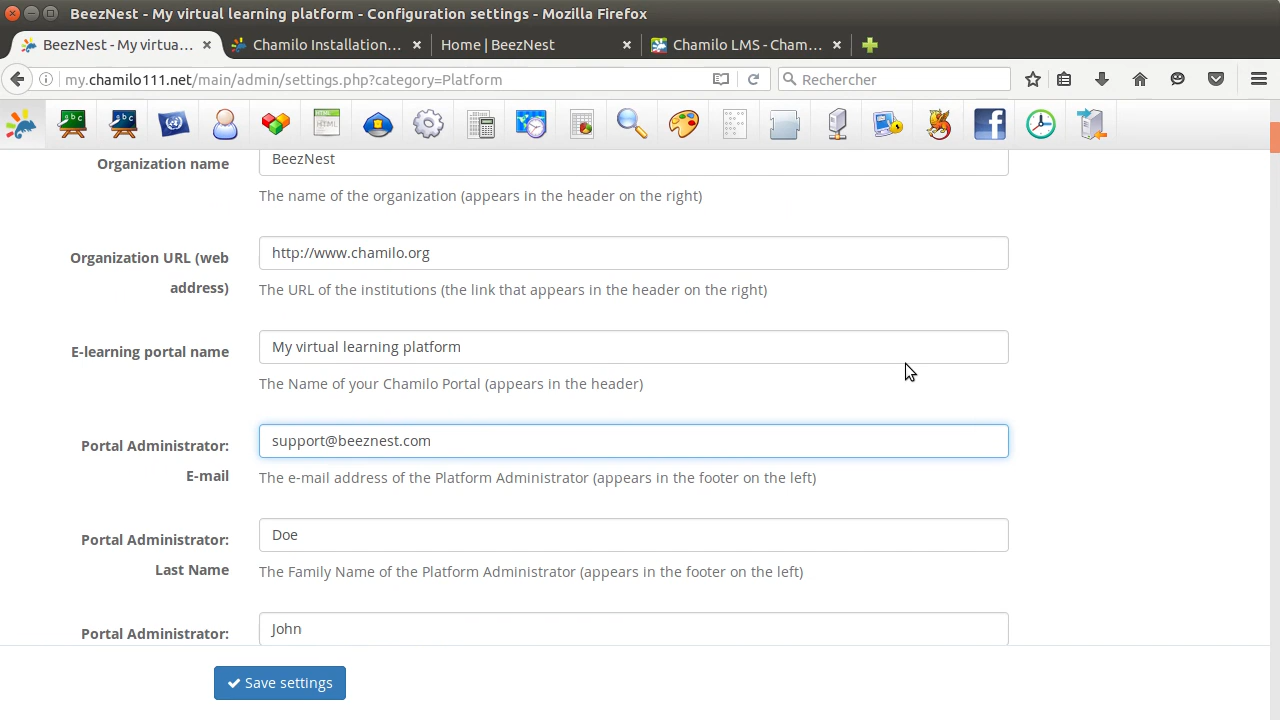 BeezNest - My virtual learning platform - Configuration settings - Mozilla Firefox
BeezNest - My virtua...
Chamilo Installation...
Home | BeezNest
Chamilo LMS - Cham...
my.chamilo111.net/main/admin/settings.php?category=Platform
Rechercher
abc
abc
HTML
Organization name
BeezNest
The name of the organization (appears in the header on the right)
Organization URL (web
address)
http://www.chamilo.org
The URL of the institutions (the link that appears in the header on the right)
E-learning portal name
My virtual learning platform
The Name of your Chamilo Portal (appears in the header)
Portal Administrator:
E-mail
support@beeznest.com
The e-mail address of the Platform Administrator (appears in the footer on the left)
Portal Administrator:
Last Name
Doe
The Family Name of the Platform Administrator (appears in the footer on the left)
Portal Administrator:
John
Save settings